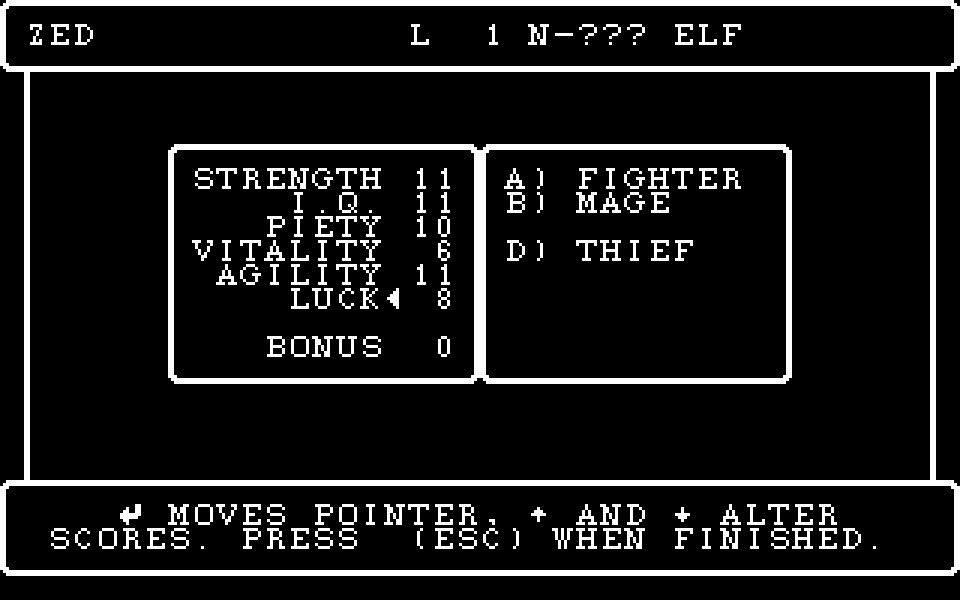 ZED L 1 N-??? ELF
STRENGTH 11
I.Q. 11
PIETY 10
VITALITY 6
AGILITY 11
LUCK◄ 8
BONUS 0
A) FIGHTER
B) MAGE
D) THIEF
↵ MOVES POINTER, ↑ AND ↓ ALTER
SCORES. PRESS (ESC) WHEN FINISHED.